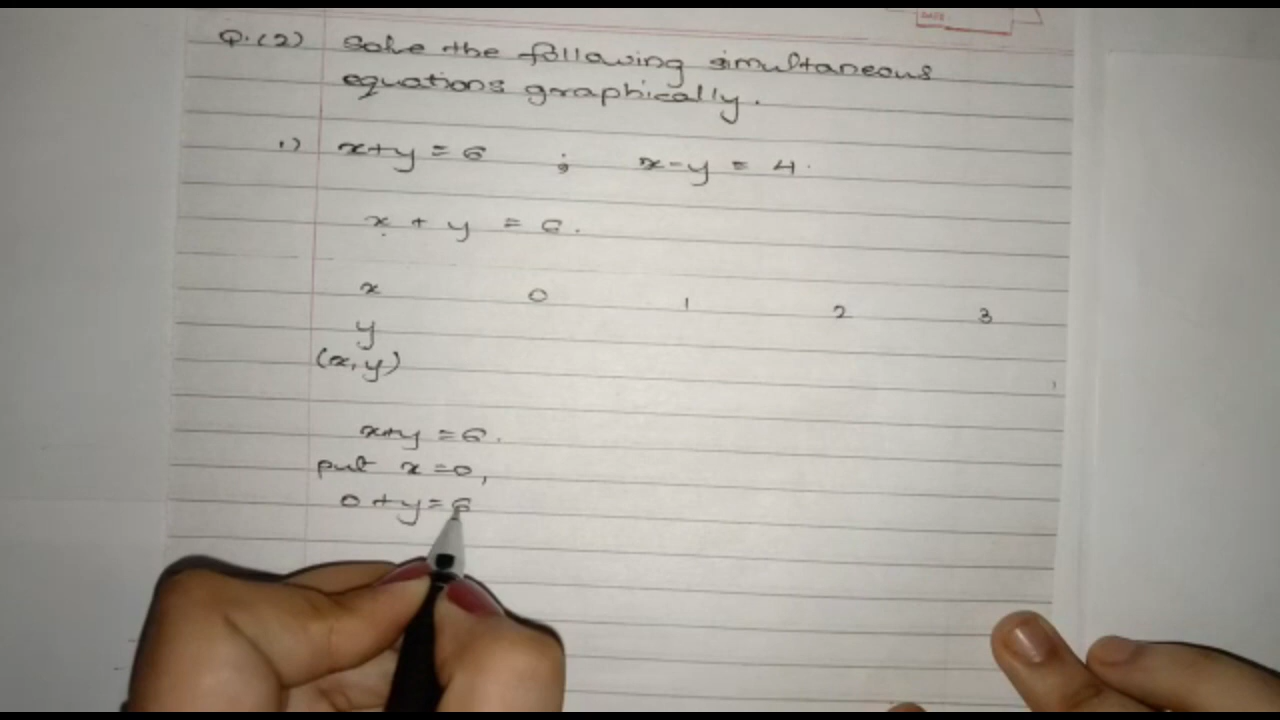 DATE
Q.(2) Solve the following simultaneous
equations graphically.
1.) x+y = 6 ; x-y = 4.
x + y = 6.
x 0 1 2 3
y
(x, y)
x+y = 6.
put x=0,
0+y=6